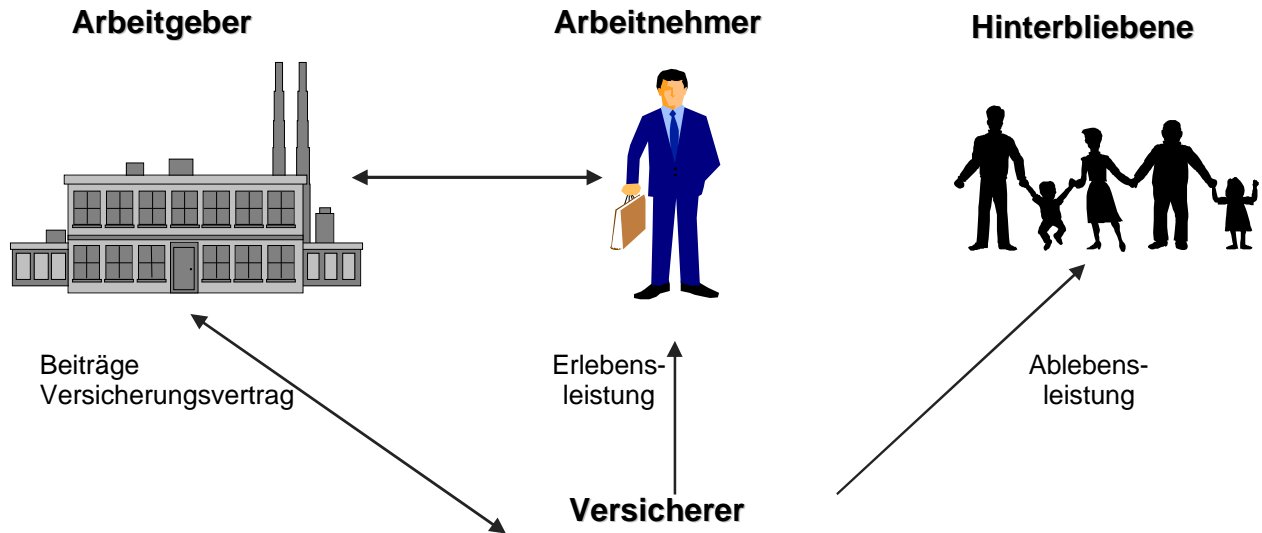 Arbeitgeber
Arbeitnehmer
Hinterbliebene
Beiträge
Versicherungsvertrag
Erlebens-
leistung
Ablebens-
leistung
Versicherer